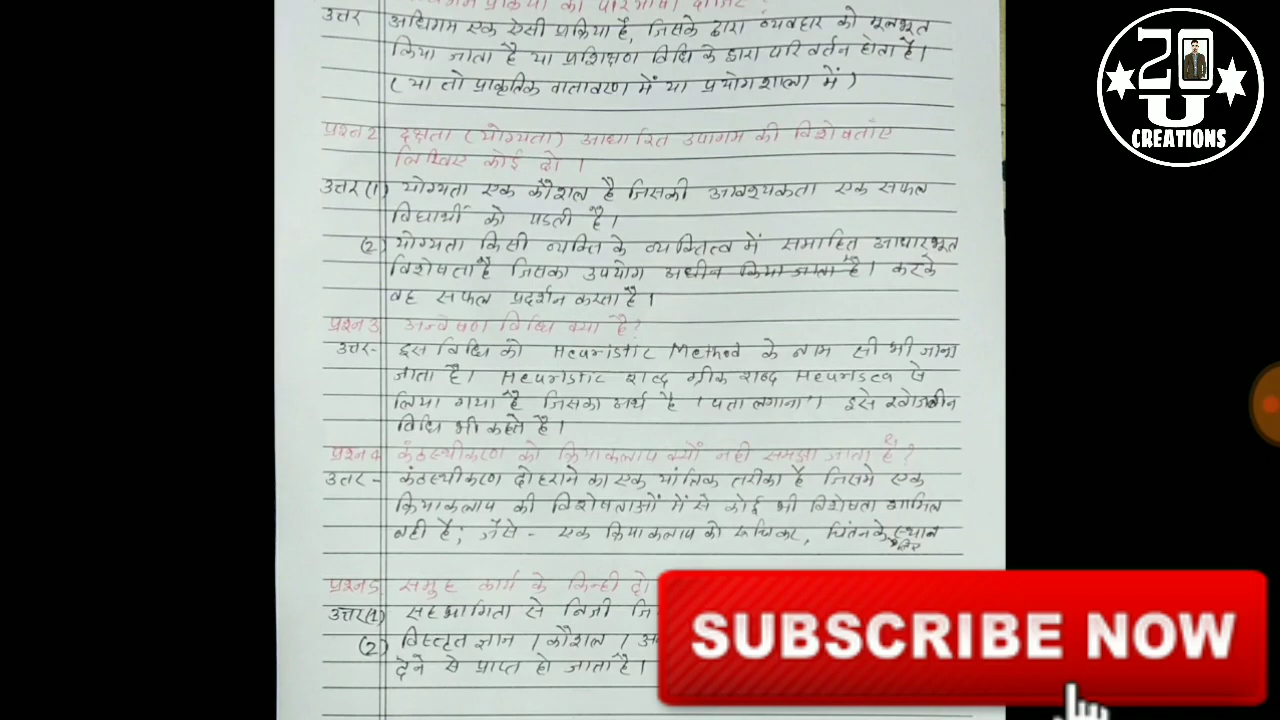 प्रक्रिया की परिभाषा दीजिए ?
उत्तर अधिगम एक ऐसी प्रक्रिया है, जिसके द्वारा व्यवहार को मूलभूत
किया जाता है या प्रशिक्षण विधि के द्वारा परिवर्तन होता है।
(या तो प्राकृतिक वातावरण में या प्रयोगशाला में)
प्रश्न 2 दक्षता (योग्यता) आधारित उपागम की विशेषताएं
लिखिए कोई दो ।
उत्तर (1) योग्यता एक कौशल है जिसकी आवश्यकता एक सफल
विद्यार्थी को पडती है।
(2) योग्यता किसी व्यक्ति के व्यक्तित्व में समाहित आधारभूत
विशेषता है जिसका उपयोग किया जाता है। करके
वह सफल प्रदर्शन करता है।
प्रश्न 3 अन्वेषण विधि क्या है?
उत्तर- इस विधि को Heuristic Method के नाम सी भी जाना
जाता है। Heuristic शब्द ग्रीक शब्द Heurisca से
लिया गया है जिसका अर्थ है 'पता लगाना'। इसे खोजबीन
विधि भी कहते है।
प्रश्न 4 कंठस्थीकरण को क्रियाकलाप क्यों नही समझा जाता है?
उत्तर - कंठस्थीकरण दोहराने का एक यांत्रिक तरीका है जिसमे एक
क्रियाकलाप की विशेषताओं में से कोई भी विशेषता शामिल
नही है; जैसे - एक क्रियाकलाप को रूचिकर, चिंतन के स्थान
प्रश्न 5 समुह कार्य के किन्ही दो
उत्तर (1) सहभागिता से निजी
(2) विस्तृत ज्ञान / कौशल /
देने से प्राप्त हो जाता है।
20
U
CREATIONS
SUBSCRIBE NOW